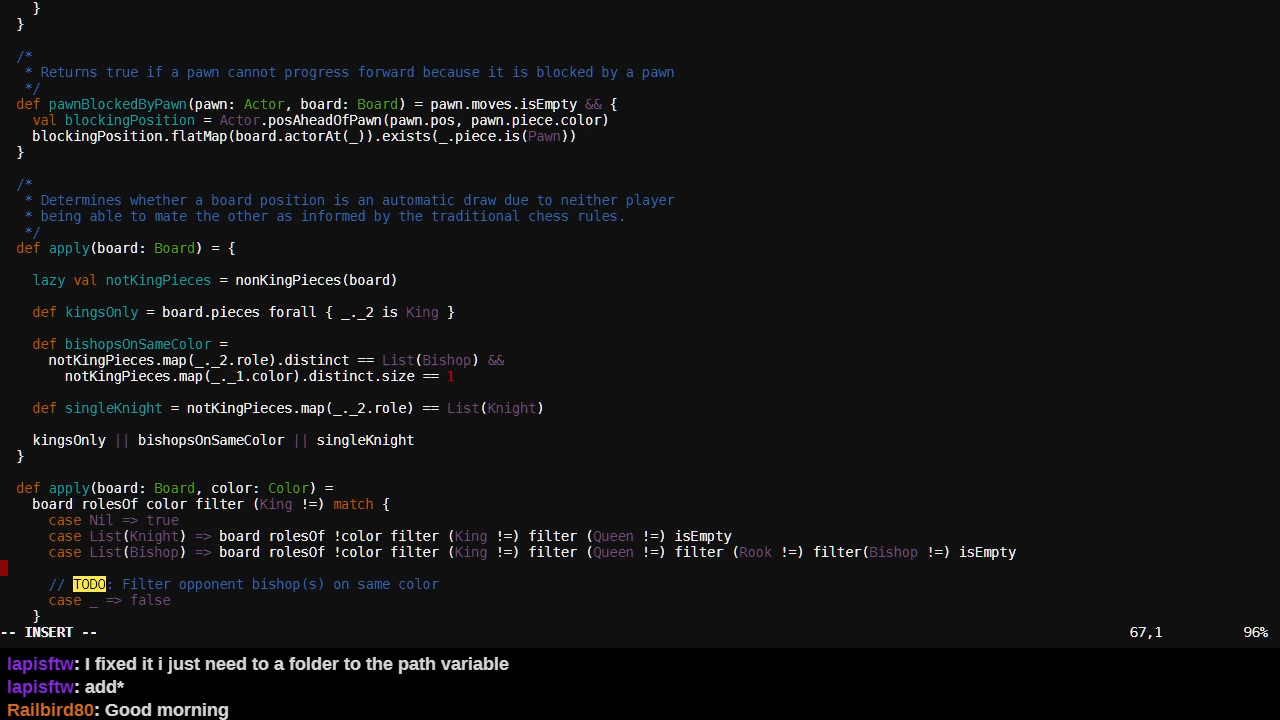 }
  }

  /*
   * Returns true if a pawn cannot progress forward because it is blocked by a pawn
   */
  def pawnBlockedByPawn(pawn: Actor, board: Board) = pawn.moves.isEmpty && {
    val blockingPosition = Actor.posAheadOfPawn(pawn.pos, pawn.piece.color)
    blockingPosition.flatMap(board.actorAt(_)).exists(_.piece.is(Pawn))
  }

  /*
   * Determines whether a board position is an automatic draw due to neither player
   * being able to mate the other as informed by the traditional chess rules.
   */
  def apply(board: Board) = {

    lazy val notKingPieces = nonKingPieces(board)

    def kingsOnly = board.pieces forall { _._2 is King }

    def bishopsOnSameColor =
      notKingPieces.map(_._2.role).distinct == List(Bishop) &&
        notKingPieces.map(_._1.color).distinct.size == 1

    def singleKnight = notKingPieces.map(_._2.role) == List(Knight)

    kingsOnly || bishopsOnSameColor || singleKnight
  }

  def apply(board: Board, color: Color) =
    board rolesOf color filter (King !=) match {
      case Nil => true
      case List(Knight) => board rolesOf !color filter (King !=) filter (Queen !=) isEmpty
      case List(Bishop) => board rolesOf !color filter (King !=) filter (Queen !=) filter (Rook !=) filter(Bishop !=) isEmpty

      // TODO: Filter opponent bishop(s) on same color
      case _ => false
    }
-- INSERT -- 67,1 96%
lapisftw: I fixed it i just need to a folder to the path variable
lapisftw: add*
Railbird80: Good morning